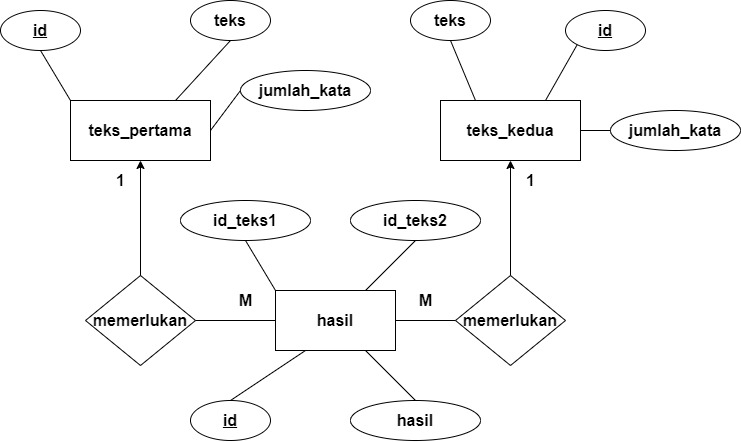 id
teks
teks
id
jumlah_kata
teks_pertama
teks_kedua
jumlah_kata
1
1
id_teks1
id_teks2
M
M
memerlukan
hasil
memerlukan
id
hasil